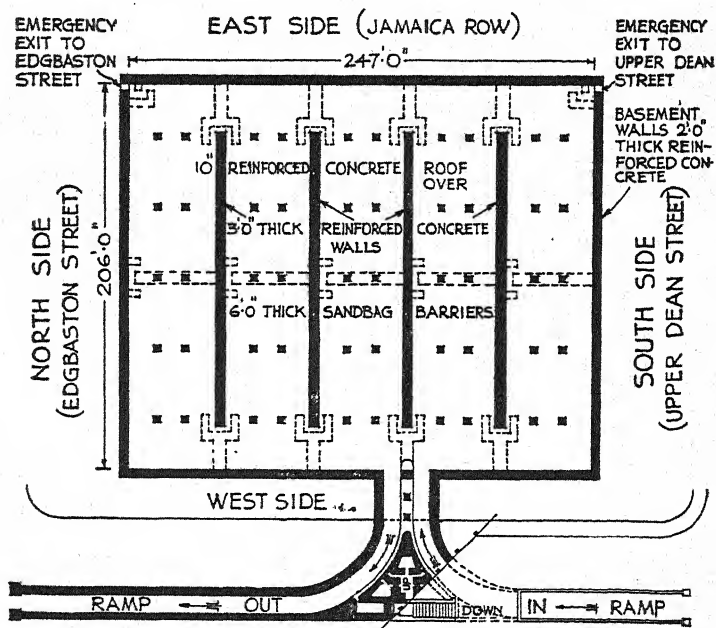 EAST SIDE (JAMAICA ROW)
EMERGENCY
EXIT TO
EDGBASTON
STREET
247'0"
EMERGENCY
EXIT TO
UPPER DEAN
STREET
BASEMENT
WALLS 2'0"
THICK REIN-
FORCED CON-
CRETE
10" REINFORCED CONCRETE ROOF
OVER
3'0" THICK REINFORCED CONCRETE
WALLS
6'0" THICK SANDBAG BARRIERS
206'0"
NORTH SIDE
(EDGBASTON STREET)
SOUTH SIDE
(UPPER DEAN STREET)
WEST SIDE
UP
RAMP OUT
DOWN
IN RAMP